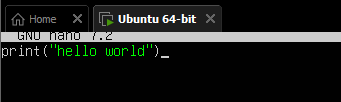 Home
Ubuntu 64-bit
GNU nano 7.2
print("hello world")